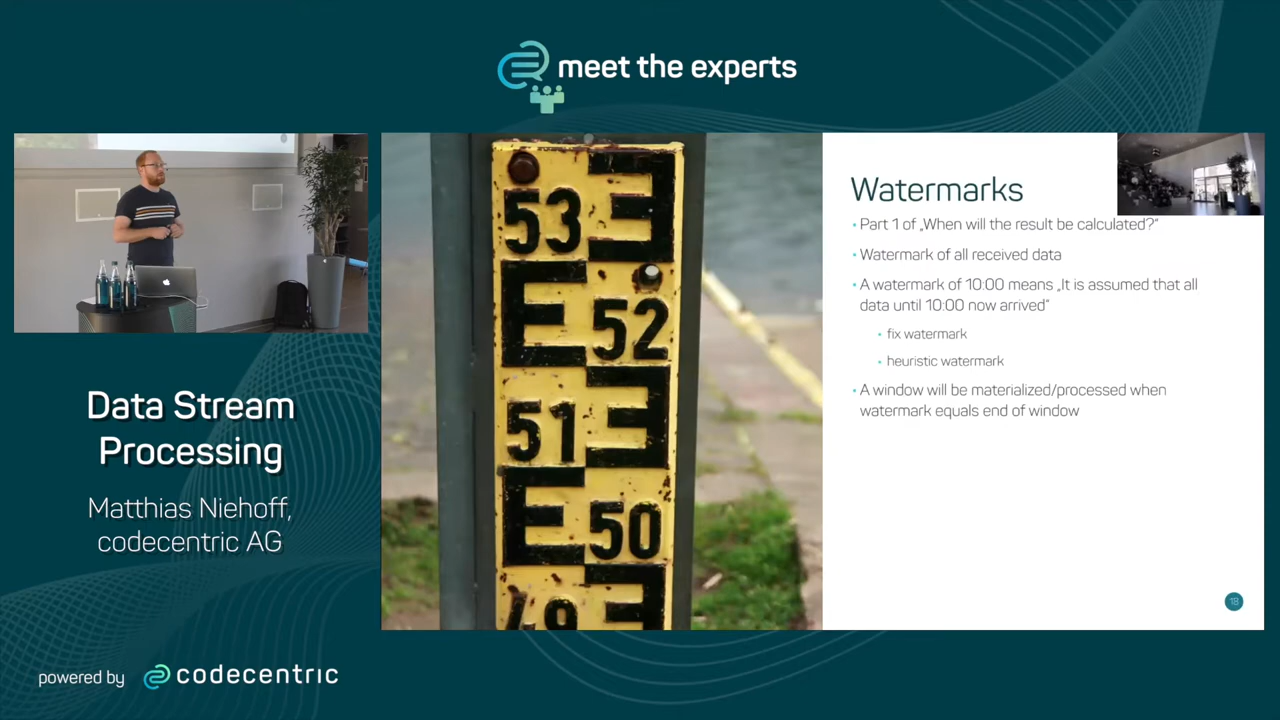 meet the experts
Data Stream
Processing
Matthias Niehoff,
codecentric AG
powered by codecentric
53
52
51
50
49
Watermarks
• Part 1 of „When will the result be calculated?“
• Watermark of all received data
• A watermark of 10:00 means „It is assumed that all
data until 10:00 now arrived“
• fix watermark
• heuristic watermark
• A window will be materialized/processed when
watermark equals end of window
18